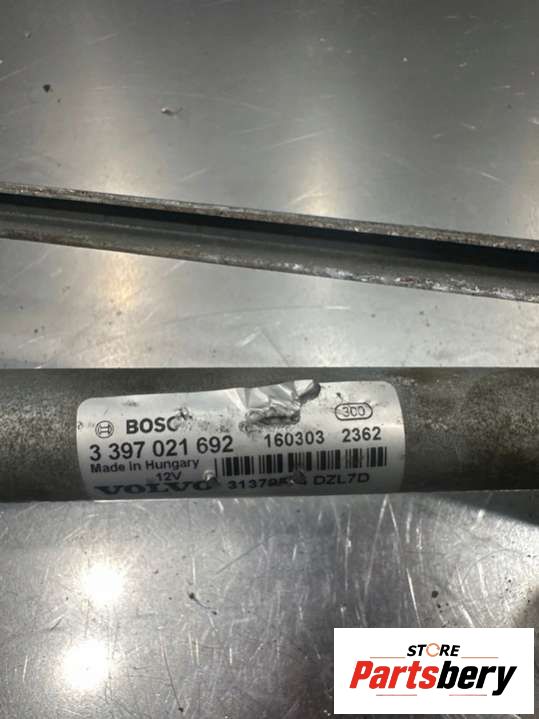 BOSC
300
3 397 021 692 160303 2362
Made in Hungary
12V
VOLVO DZL7D
STORE
Partsbery